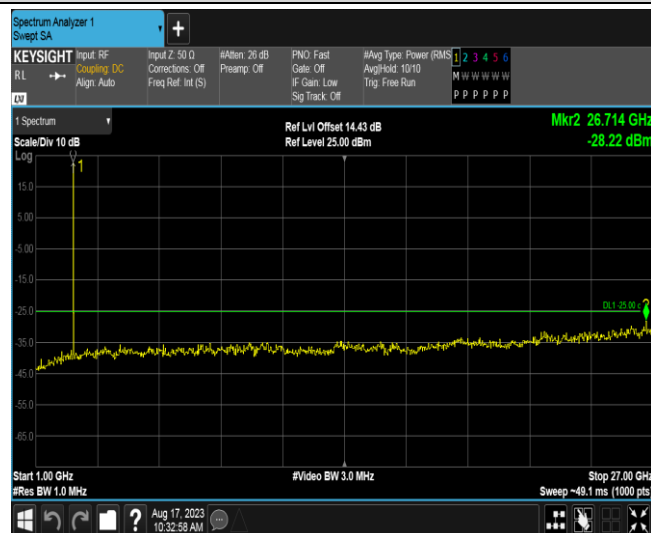 Spectrum Analyzer 1
Swept SA
+
KEYSIGHT Input: RF Input Z: 50 Ω #Atten: 26 dB PNO: Fast #Avg Type: Power (RMS 1 2 3 4 5 6
RL Coupling: DC Corrections: Off Preamp: Off Gate: Off Avg|Hold: 10/10 M W W W W W
Align: Auto Freq Ref: Int (S) IF Gain: Low Trig: Free Run
Sig Track: Off P P P P P P
1 Spectrum Ref Lvl Offset 14.43 dB Mkr2 26.714 GHz
Scale/Div 10 dB Ref Level 25.00 dBm -28.22 dBm
Log
1
15.0
5.00
-5.00
-15.0
DL1 -25.00
-25.0
-35.0
-45.0
-55.0
-65.0
Start 1.00 GHz #Video BW 3.0 MHz Stop 27.00 GHz
#Res BW 1.0 MHz Sweep ~49.1 ms (1000 pts
? Aug 17, 2023
10:32:58 AM